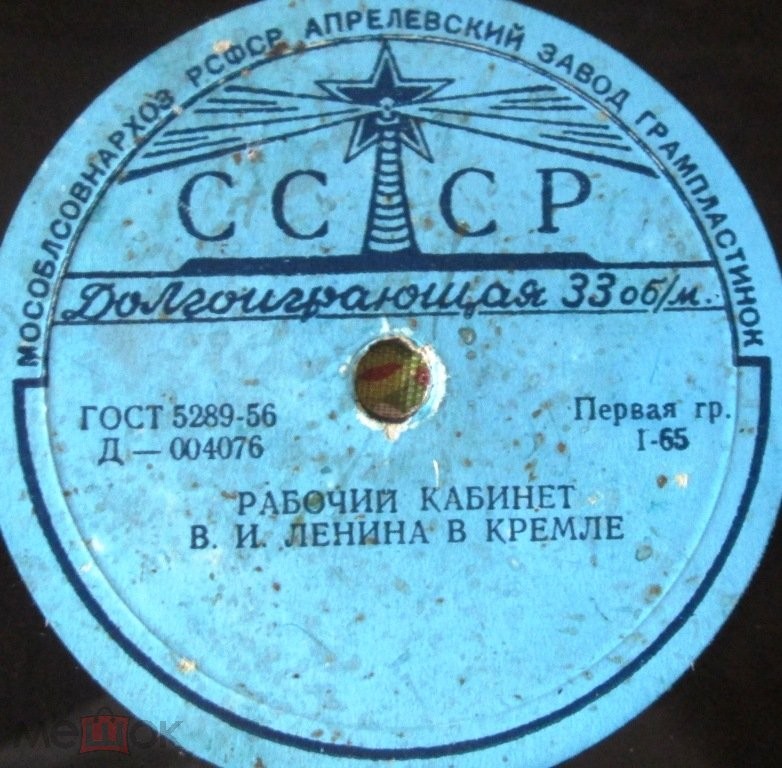 МОСОБЛСОВНАРХОЗ РСФСР АПРЕЛЕВСКИЙ ЗАВОД ГРАМПЛАСТИНОК
СССР
Долгоиграющая 33 об/м.
ГОСТ 5289-56
Д — 004076
Первая гр.
I-65
РАБОЧИЙ КАБИНЕТ
В. И. ЛЕНИНА В КРЕМЛЕ
мешок